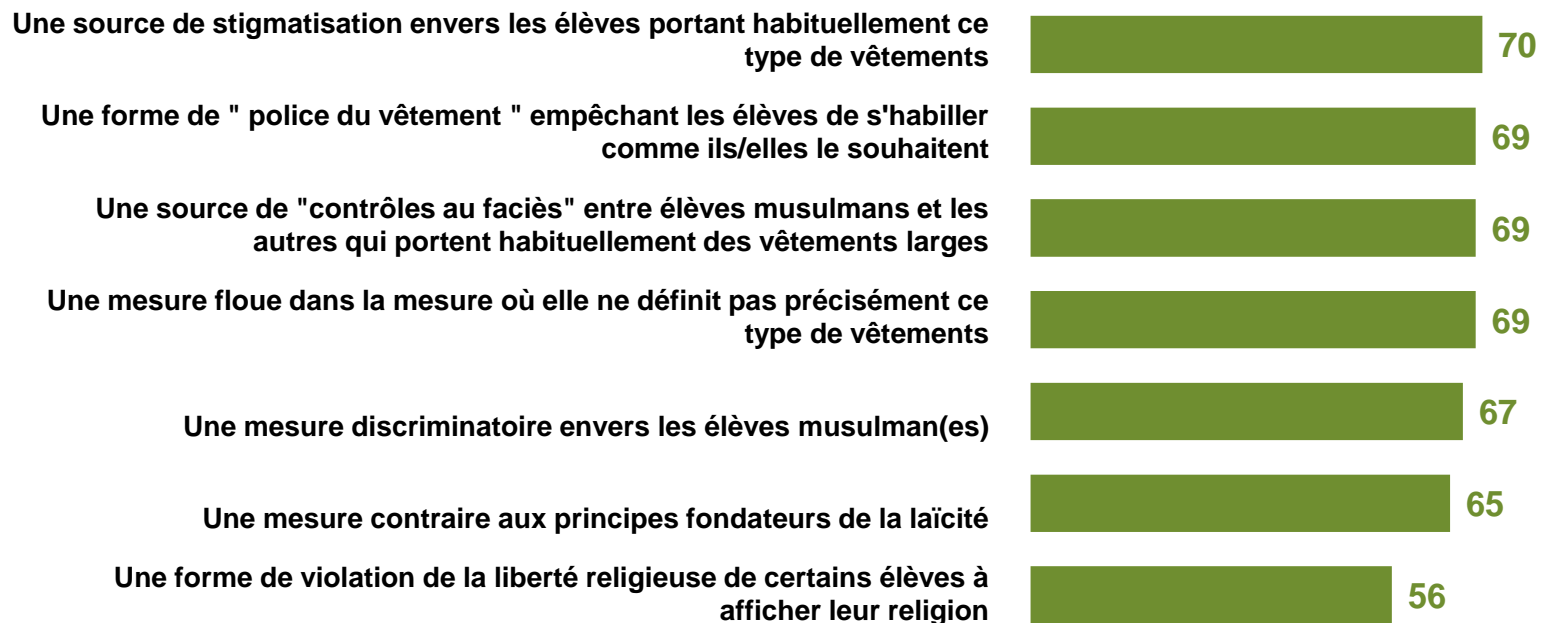 Une source de stigmatisation envers les élèves portant habituellement ce
type de vêtements
70
Une forme de " police du vêtement " empêchant les élèves de s'habiller
comme ils/elles le souhaitent
69
Une source de "contrôles au faciès" entre élèves musulmans et les
autres qui portent habituellement des vêtements larges
69
Une mesure floue dans la mesure où elle ne définit pas précisément ce
type de vêtements
69
Une mesure discriminatoire envers les élèves musulman(es)
67
Une mesure contraire aux principes fondateurs de la laïcité
65
Une forme de violation de la liberté religieuse de certains élèves à
afficher leur religion
56